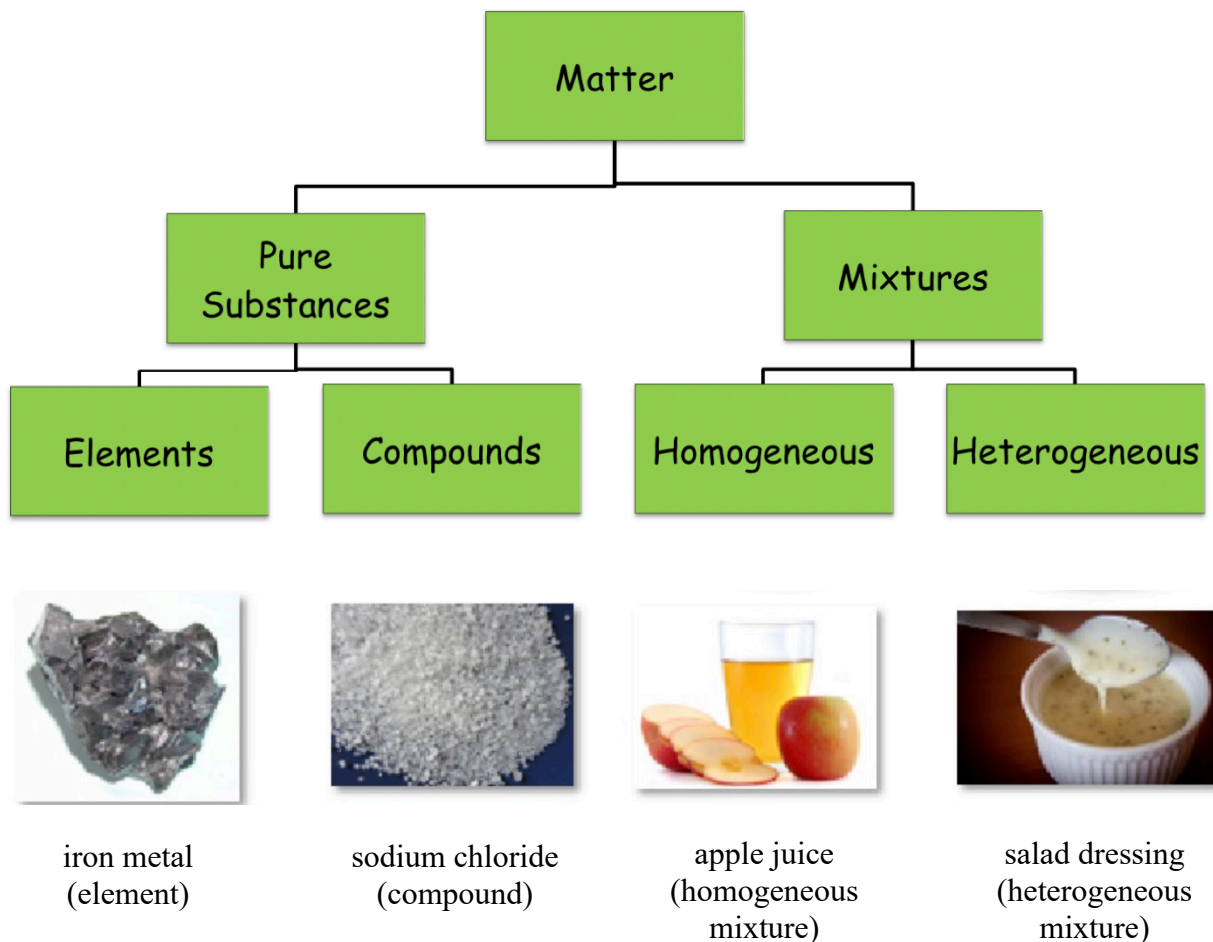 Matter
Pure
Substances
Mixtures
Elements
Compounds
Homogeneous
Heterogeneous
iron metal
(element)
sodium chloride
(compound)
apple juice
(homogeneous
mixture)
salad dressing
(heterogeneous
mixture)